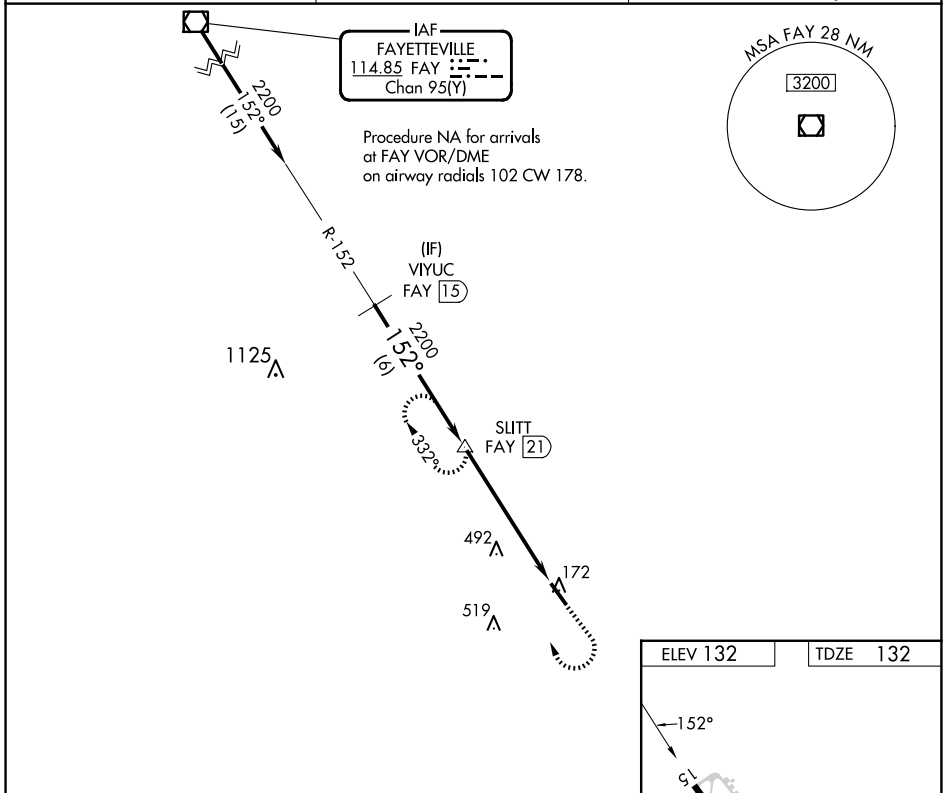 IAF
FAYETTEVILLE
114.85 FAY
Chan 95(Y)
MSA FAY 28 NM
3200
2200
152°
(15)
Procedure NA for arrivals
at FAY VOR/DME
on airway radials 102 CW 178.
R-152
(IF)
VIYUC
FAY 15
2200
152°
(6)
1125
SLITT
FAY 21
332°
492
172
519
ELEV 132
TDZE 132
152°
15